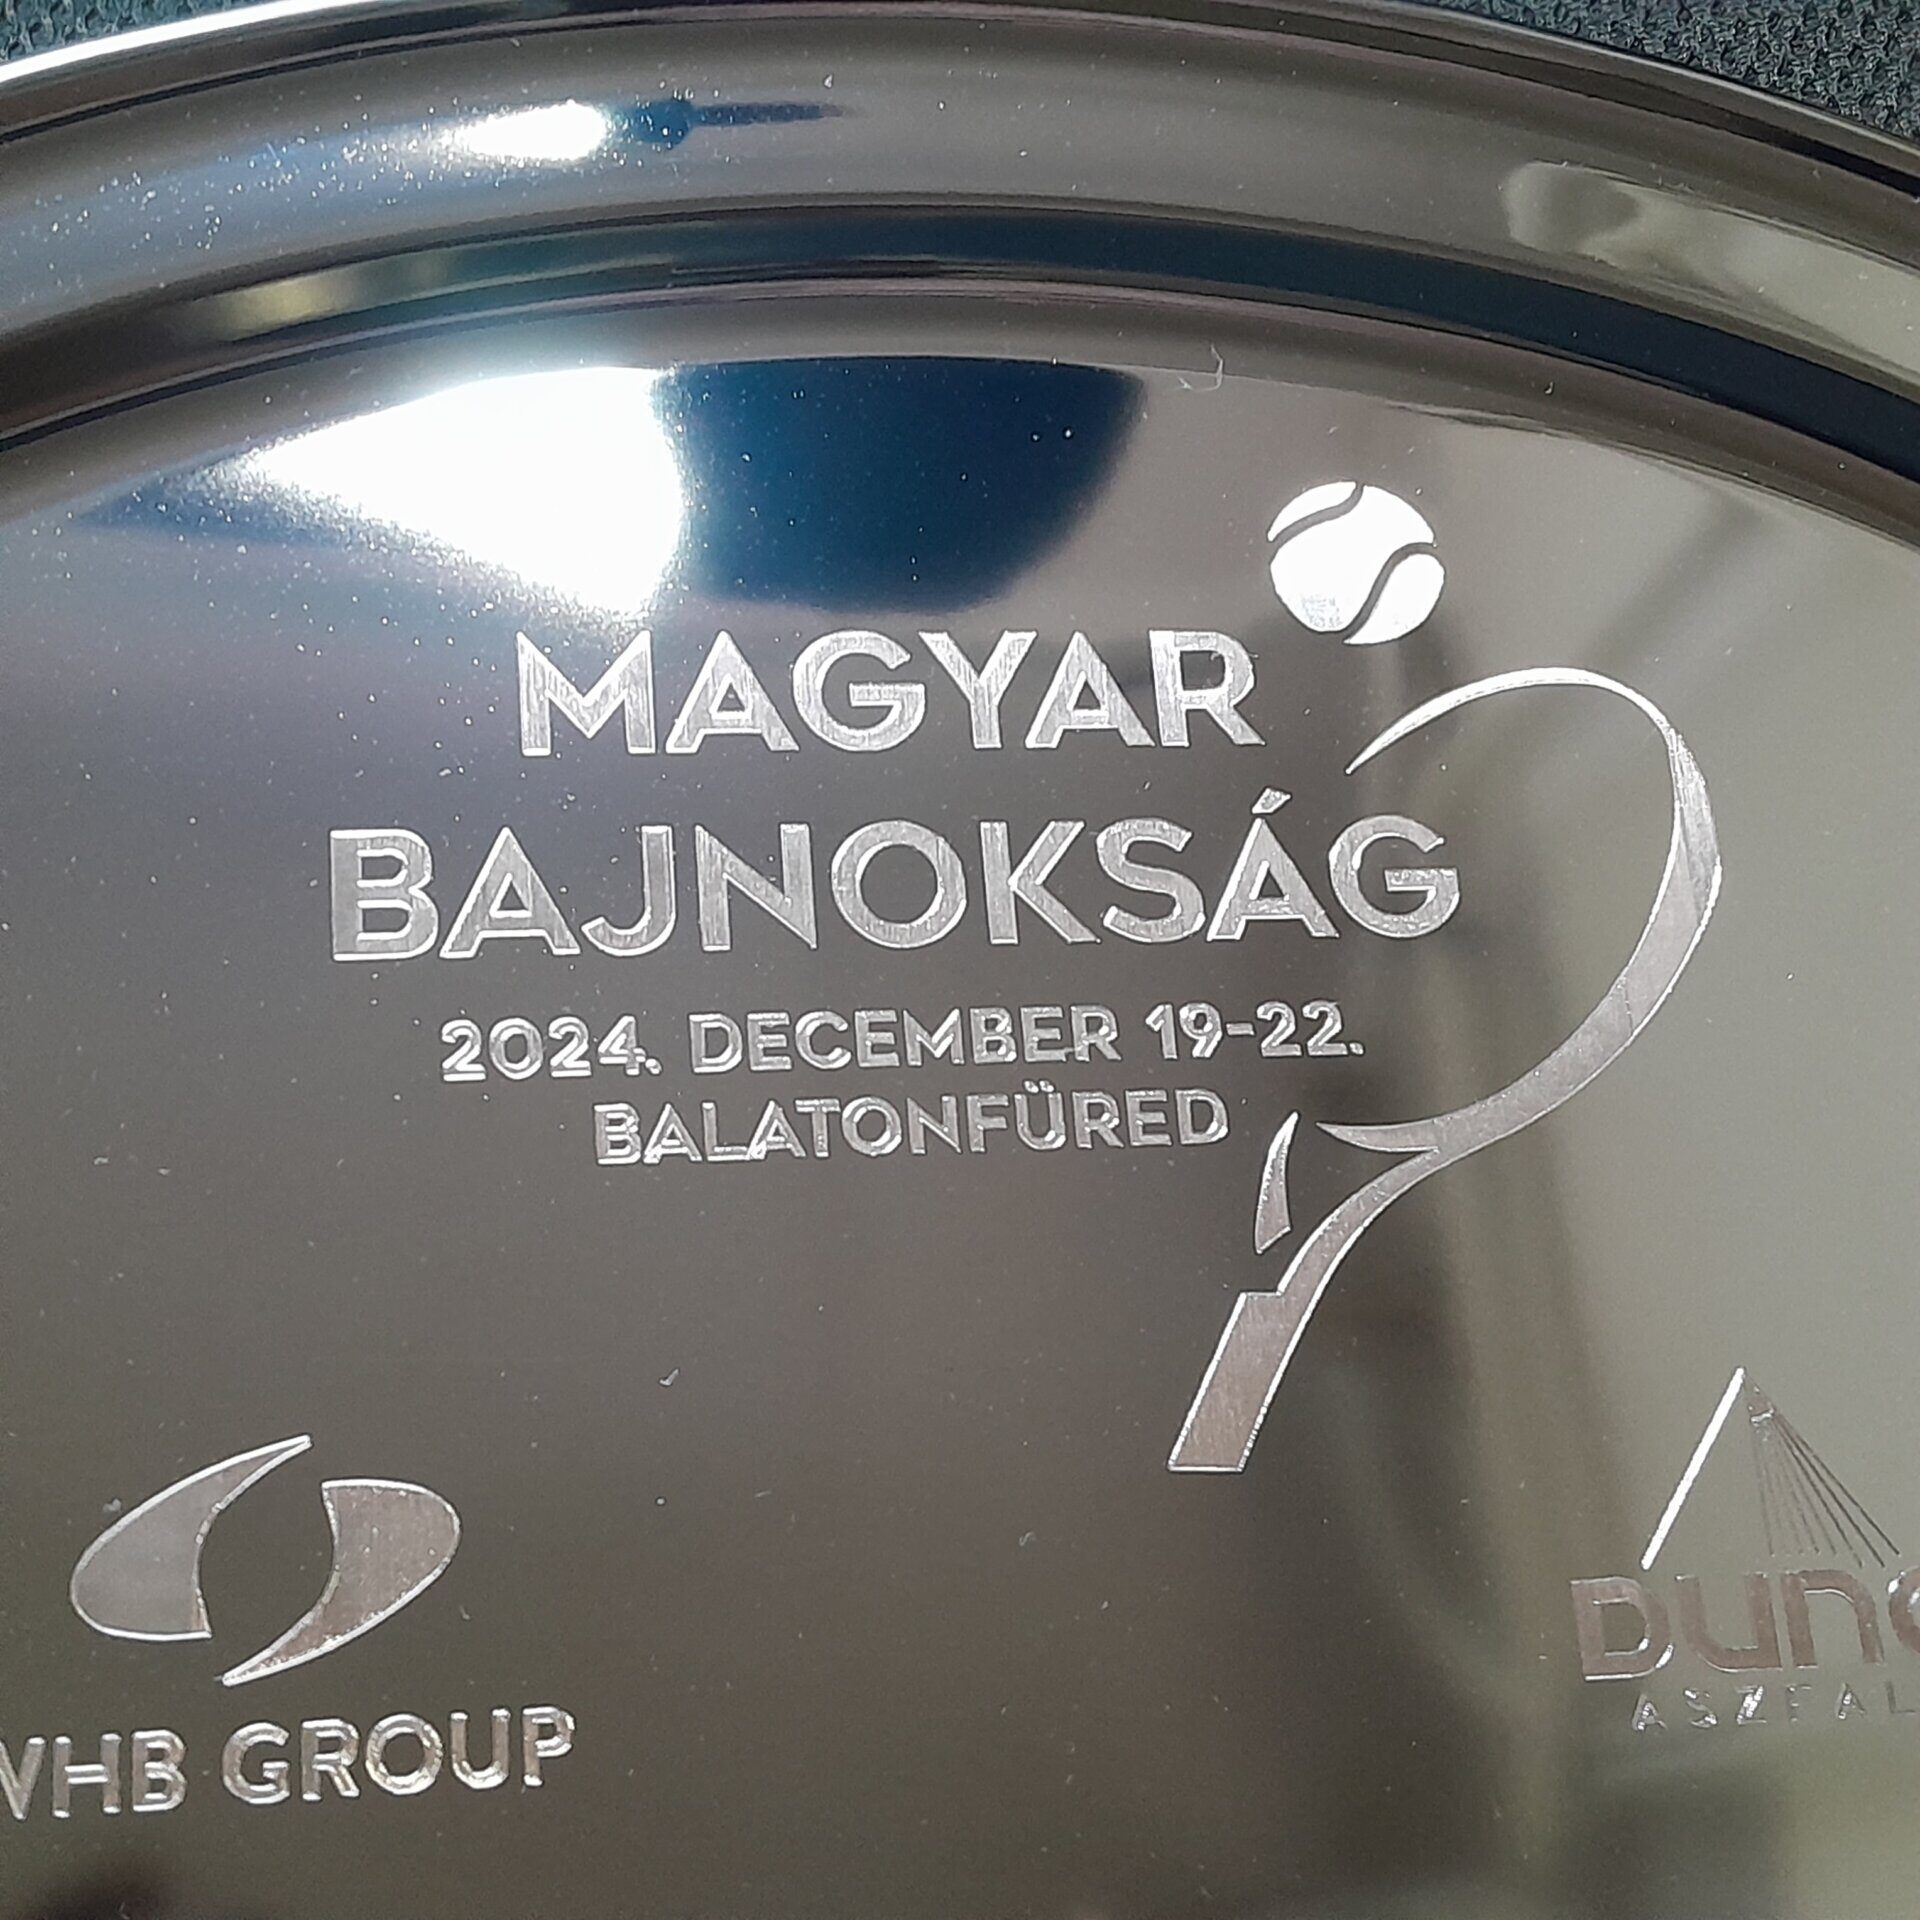 MAGYAR
BAJNOKSÁG
2024. DECEMBER 19-22.
BALATONFÜRED
VHB GROUP